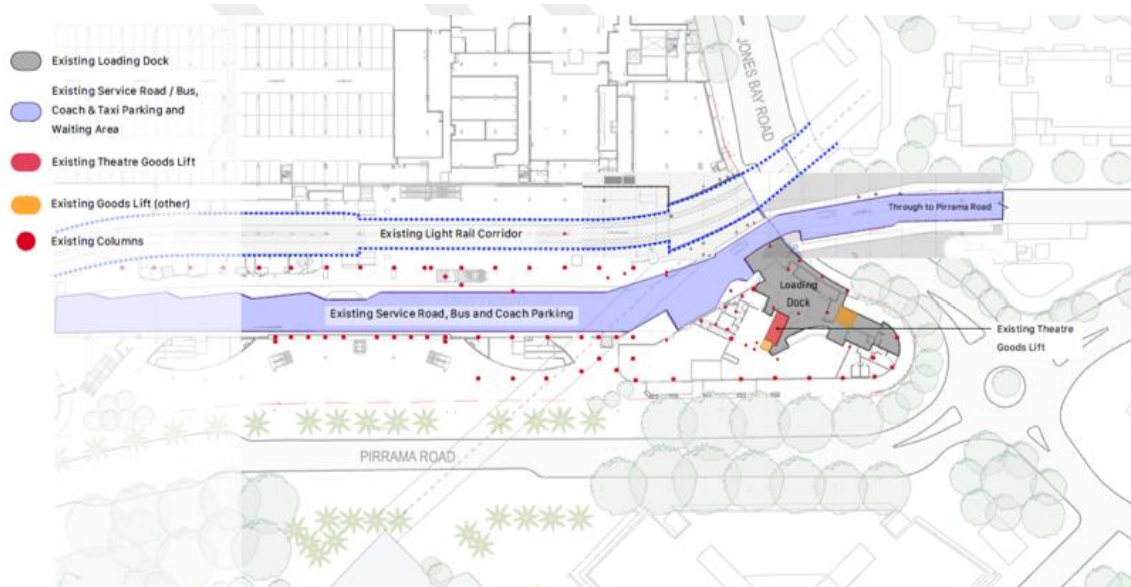 Existing Loading Dock
Existing Service Road / Bus,
Coach & Taxi Parking and
Waiting Area
Existing Theatre Goods Lift
Existing Goods Lift (other)
Existing Columns
JONES BAY ROAD
Through to Pirrama Road
Existing Light Rail Corridor
Loading
Dock
Existing Service Road, Bus and Coach Parking
Existing Theatre
Goods Lift
PIRRAMA ROAD